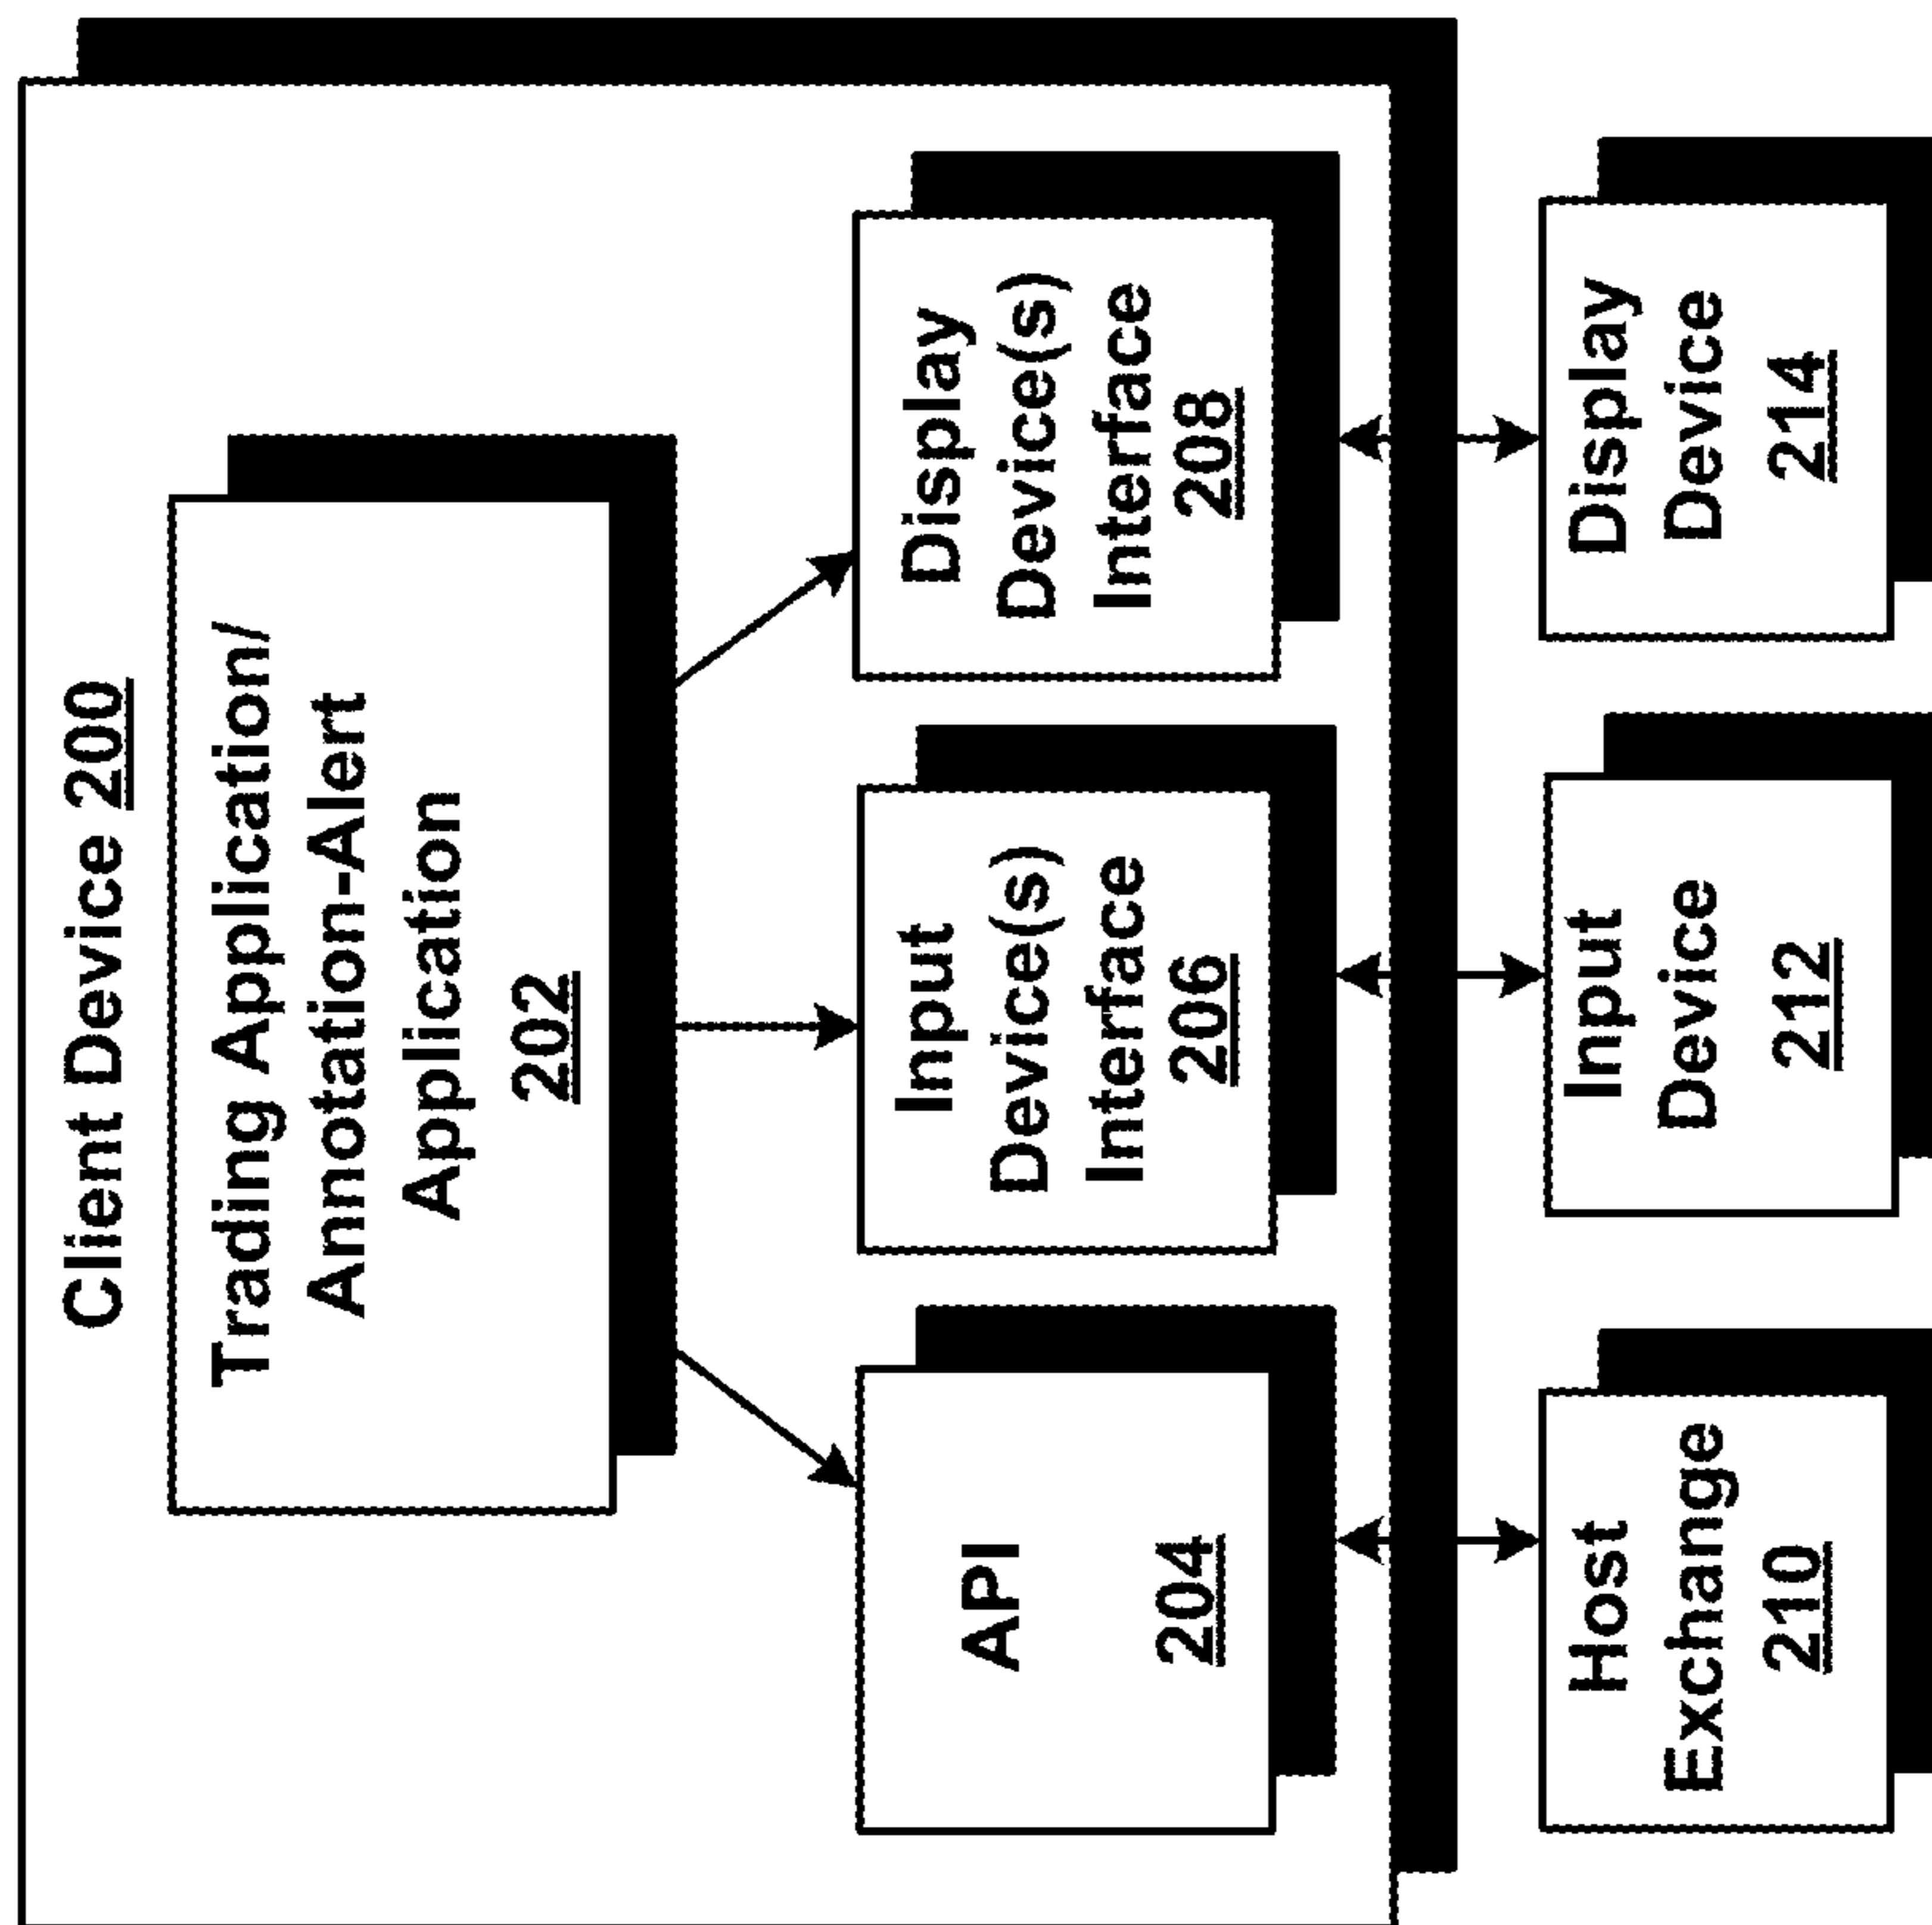 Client Device 200
Trading Application/
Annotation-Alert
Application
202
API
204
Input
Device(s)
Interface
206
Display
Device(s)
Interface
208
Host
Exchange
210
Input
Device
212
Display
Device
214